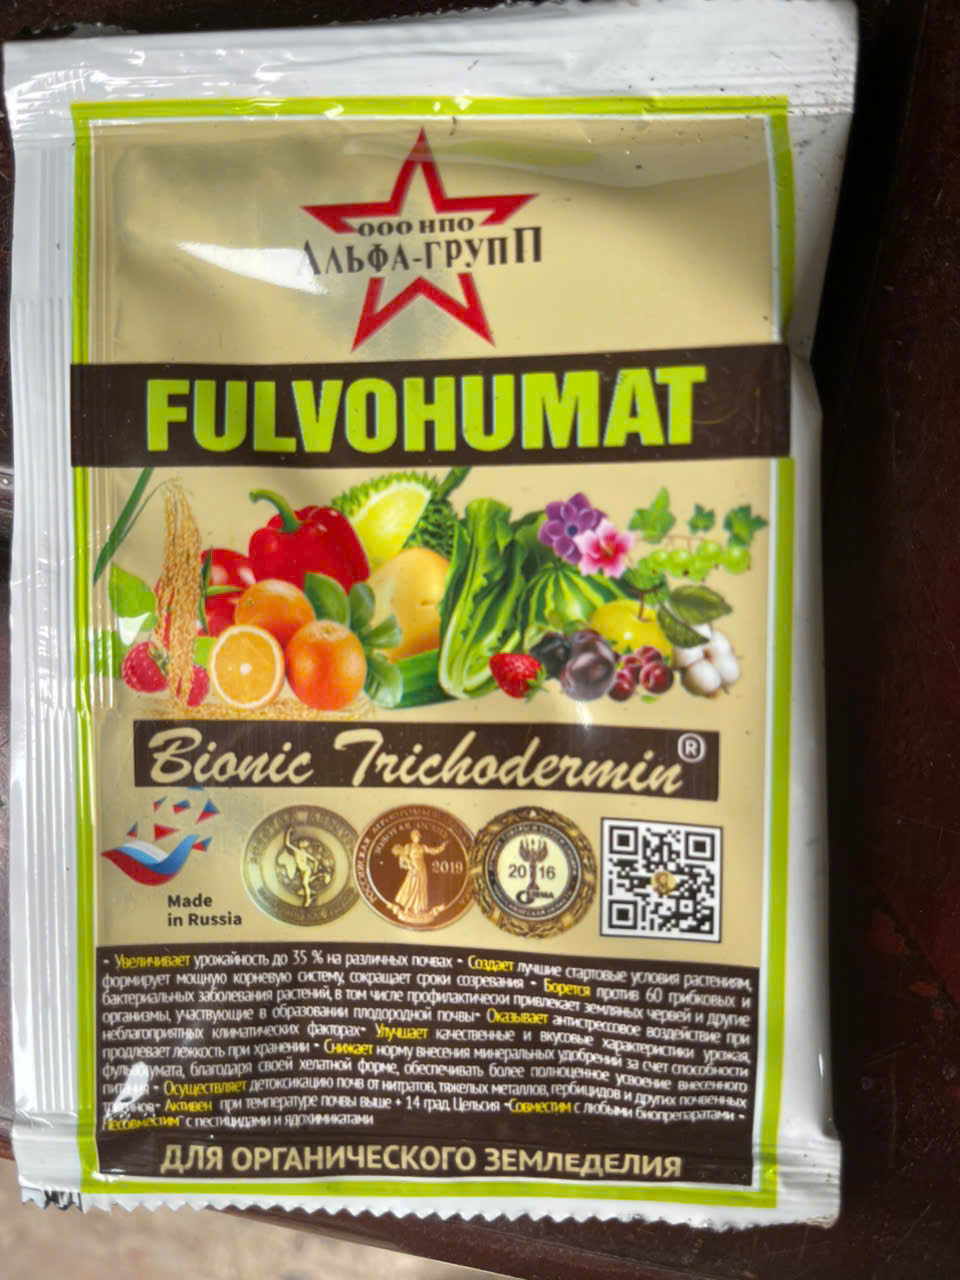 ООО НПО
АЛЬФА-ГРУПП
FULVOHUMAT
Bionic Trichodermin®
2019
20 16
Made
in Russia
• Увеличивает урожайность до 35 % на различных почвах • Создает лучшие стартовые условия растениям,
формирует мощную корневую систему, сокращает сроки созревания • Борется против 60 грибковых и
бактериальных заболевания растений, в том числе профилактически привлекает земляных червей и другие
организмы, участвующие в образовании плодородной почвы• Оказывает антистрессовое воздействие при
неблагоприятных климатических факторах• Улучшает качественные и вкусовые характеристики урожая,
продлевает лежкость при хранении • Снижает норму внесения минеральных удобрений за счет способности
фульвогумата, благодаря своей хелатной форме, обеспечивать более полноценное усвоение внесенного
питания • Осуществляет детоксикацию почв от нитратов, тяжелых металлов, гербицидов и других почвенных
• Активен при температуре почвы выше + 14 град. Цельсия •Совместим с любыми биопрепаратами •
Несовместим с пестицидами и ядохимикатами
ДЛЯ ОРГАНИЧЕСКОГО ЗЕМЛЕДЕЛИЯ